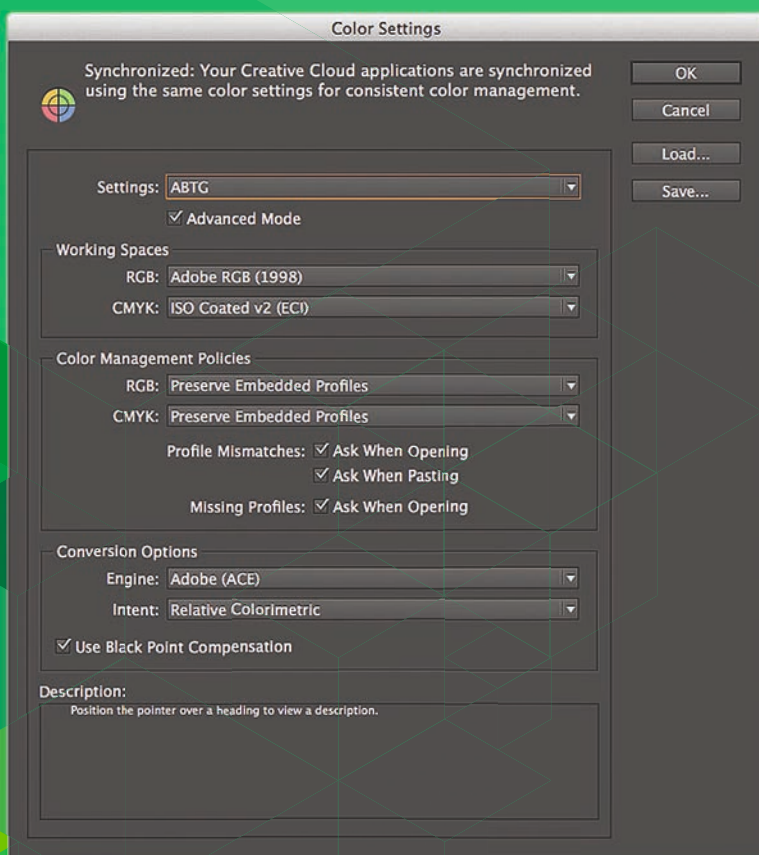 Color Settings
Synchronized: Your Creative Cloud applications are synchronized
using the same color settings for consistent color management.
OK
Cancel
Load...
Save...
Settings: ABTG
Advanced Mode
Working Spaces
RGB: Adobe RGB (1998)
CMYK: ISO Coated v2 (ECI)
Color Management Policies
RGB: Preserve Embedded Profiles
CMYK: Preserve Embedded Profiles
Profile Mismatches: Ask When Opening
Ask When Pasting
Missing Profiles: Ask When Opening
Conversion Options
Engine: Adobe (ACE)
Intent: Relative Colorimetric
Use Black Point Compensation
Description:
Position the pointer over a heading to view a description.